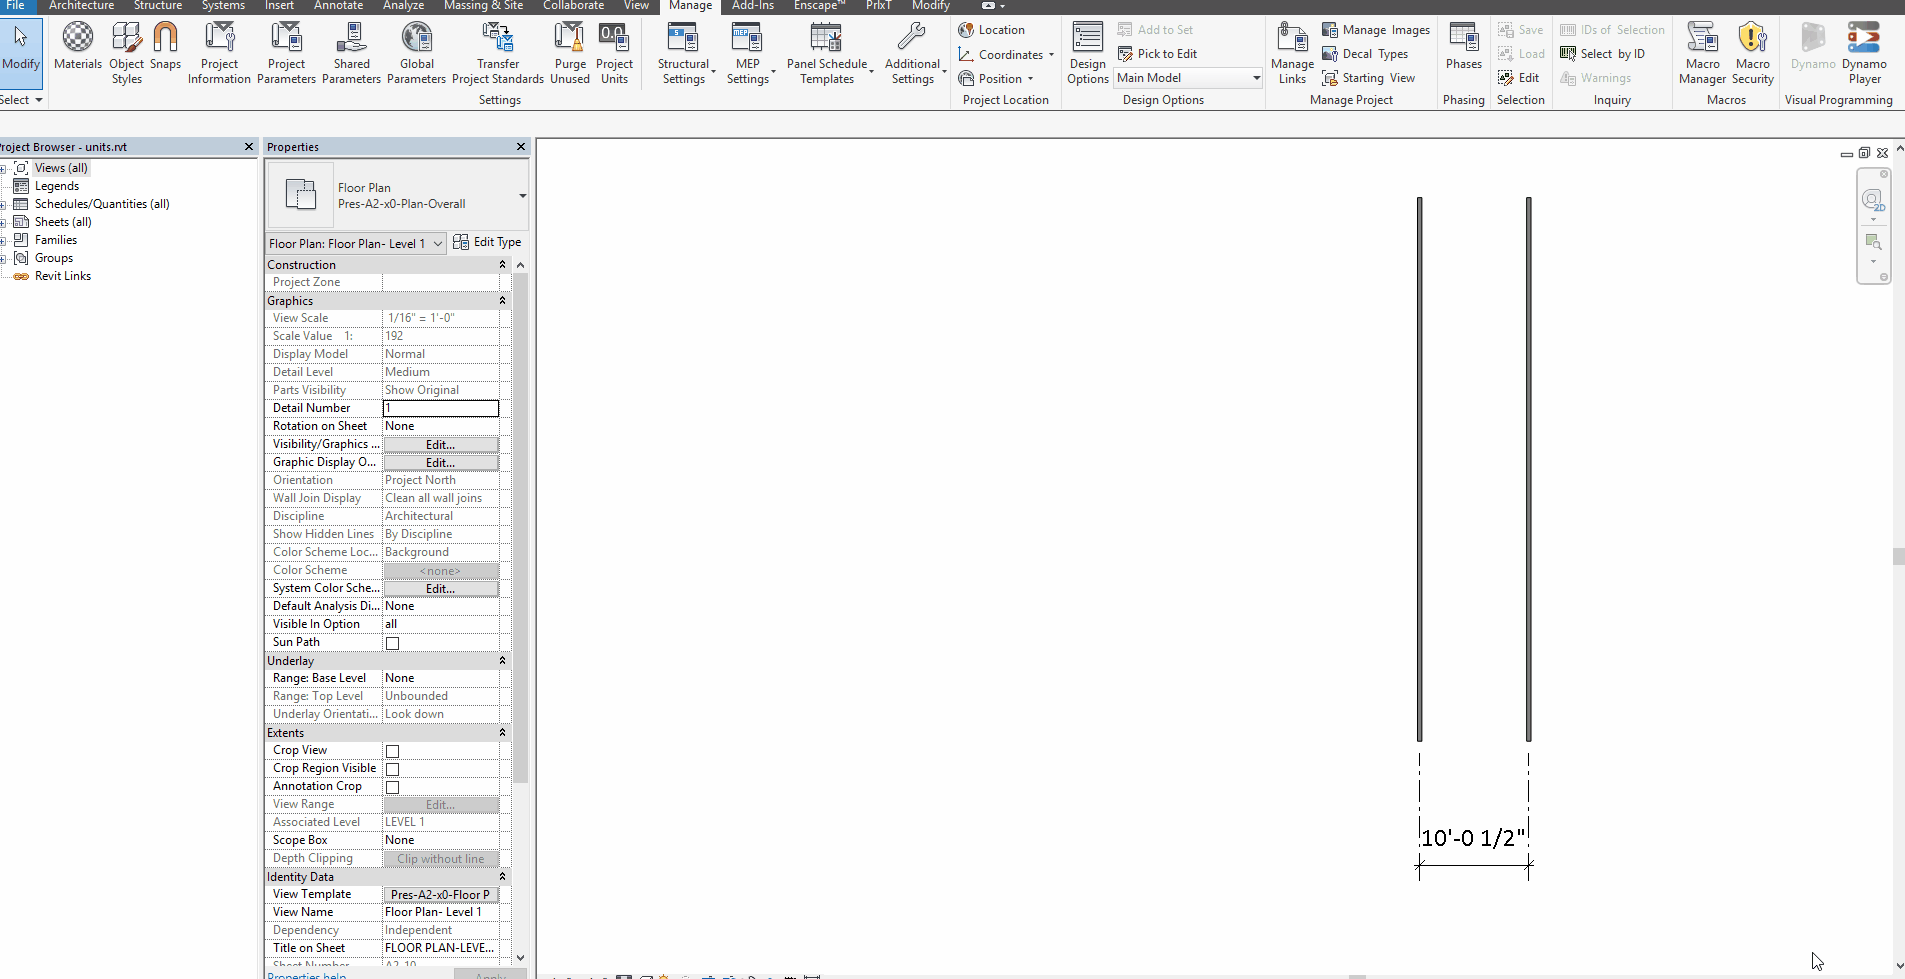 File Architecture Structure Systems Insert Annotate Analyze Massing & Site Collaborate View Manage Add-Ins Enscape™ PrlxT Modify
Modify
Select
Materials
Object
Styles
Snaps
Project
Information
Project
Parameters
Shared
Parameters
Global
Parameters
Transfer
Project Standards
Purge
Unused
Project
Units
Settings
Structural
Settings
MEP
Settings
Panel Schedule
Templates
Additional
Settings
Location
Coordinates
Position
Project Location
Design
Options
Add to Set
Pick to Edit
Main Model
Design Options
Manage
Links
Manage Images
Decal Types
Starting View
Manage Project
Phases
Phasing
Save
Load
Edit
Selection
IDs of Selection
Select by ID
Warnings
Inquiry
Macro
Manager
Macro
Security
Macros
Dynamo
Dynamo
Player
Visual Programming
Project Browser - units.rvt
Views (all)
Legends
Schedules/Quantities (all)
Sheets (all)
Families
Groups
Revit Links
Properties
Floor Plan
Pres-A2-x0-Plan-Overall
Floor Plan: Floor Plan- Level 1
Edit Type
Construction
Project Zone
Graphics
View Scale 1/16" = 1'-0"
Scale Value 1: 192
Display Model Normal
Detail Level Medium
Parts Visibility Show Original
Detail Number 1
Rotation on Sheet None
Visibility/Graphics ... Edit...
Graphic Display O... Edit...
Orientation Project North
Wall Join Display Clean all wall joins
Discipline Architectural
Show Hidden Lines By Discipline
Color Scheme Loc... Background
Color Scheme <none>
System Color Sche... Edit...
Default Analysis Di... None
Visible In Option all
Sun Path
Underlay
Range: Base Level None
Range: Top Level Unbounded
Underlay Orientati... Look down
Extents
Crop View
Crop Region Visible
Annotation Crop
View Range Edit...
Associated Level LEVEL 1
Scope Box None
Depth Clipping Clip without line
Identity Data
View Template Pres-A2-x0-Floor P
View Name Floor Plan- Level 1
Dependency Independent
Title on Sheet FLOOR PLAN-LEVE...
Sheet Number A2-10
Properties help
Apply
2D
10'-0 1/2"